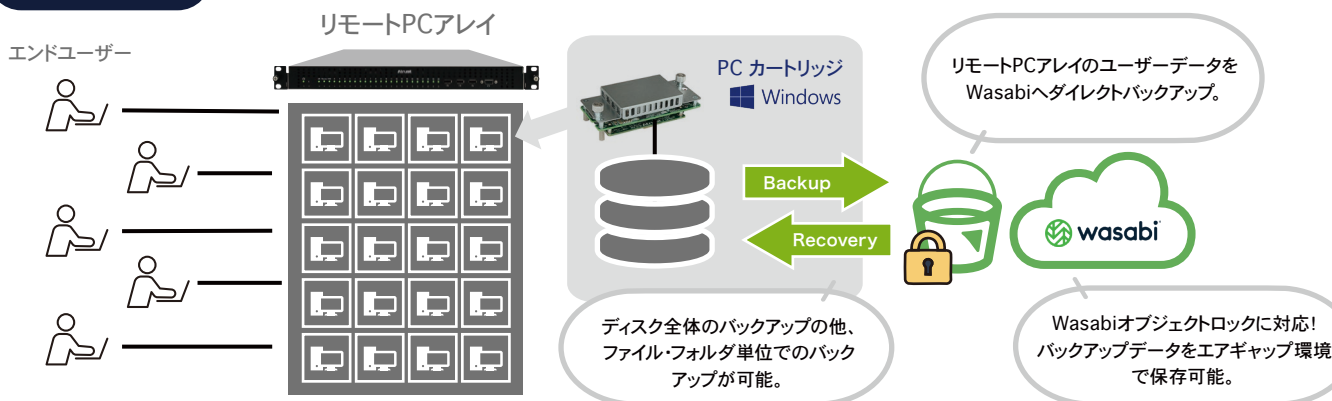 リモートPCアレイ
エンドユーザー
PC カートリッジ
Windows
リモートPCアレイのユーザーデータを
Wasabiへダイレクトバックアップ。
Backup
Recovery
wasabi
ディスク全体のバックアップの他、
ファイル・フォルダ単位でのバック
アップが可能。
Wasabiオブジェクトロックに対応!
バックアップデータをエアギャップ環境
で保存可能。